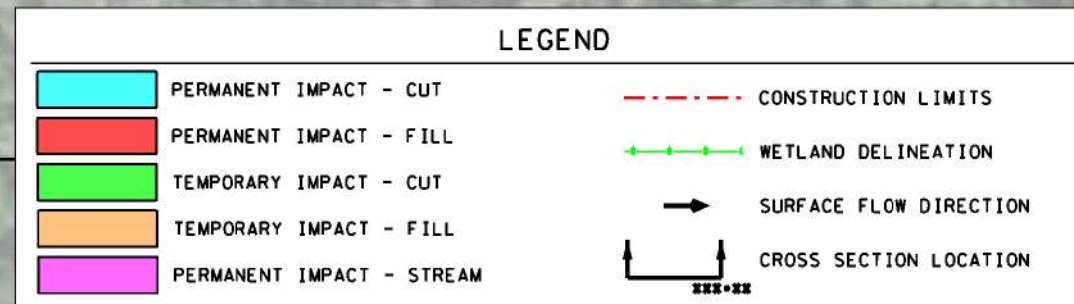 LEGEND
PERMANENT IMPACT - CUT
PERMANENT IMPACT - FILL
TEMPORARY IMPACT - CUT
TEMPORARY IMPACT - FILL
PERMANENT IMPACT - STREAM
CONSTRUCTION LIMITS
WETLAND DELINEATION
SURFACE FLOW DIRECTION
CROSS SECTION LOCATION
XXX+XX